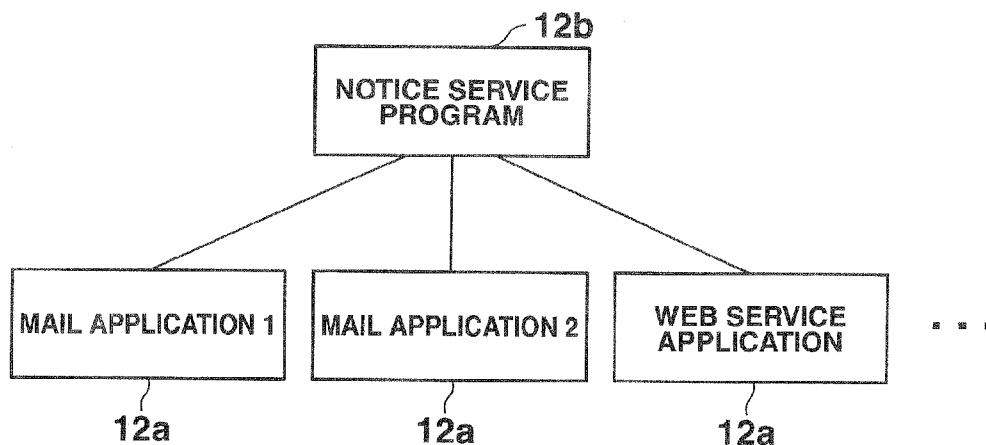 12b
NOTICE SERVICE
PROGRAM
MAIL APPLICATION 1
MAIL APPLICATION 2
WEB SERVICE
APPLICATION
12a
12a
12a